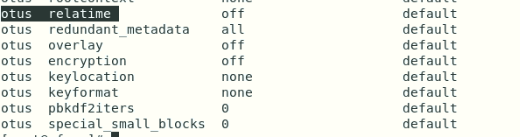 otus relatime off default
otus redundant_metadata all default
otus overlay off default
otus encryption off default
otus keylocation none default
otus keyformat none default
otus pbkdf2iters 0 default
otus special_small_blocks 0 default